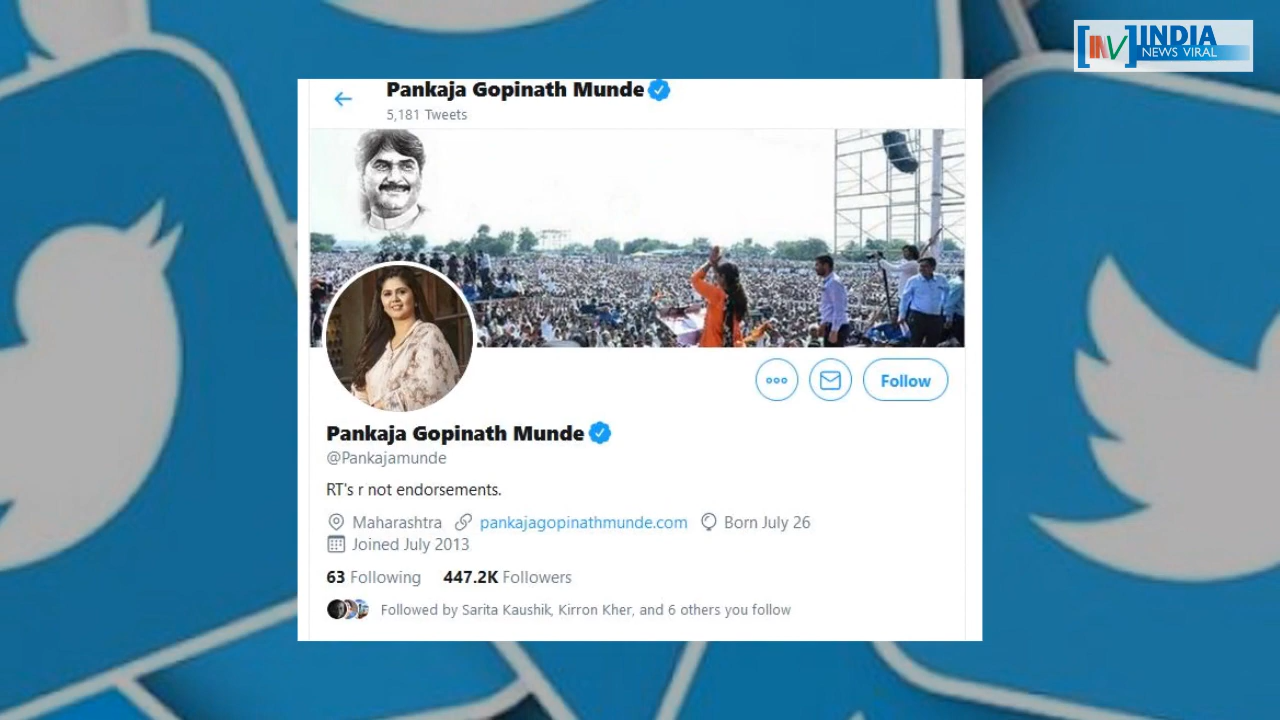 [INV] INDIA
NEWS VIRAL
Pankaja Gopinath Munde
5,181 Tweets
Follow
Pankaja Gopinath Munde
@Pankajamunde
RT's r not endorsements.
Maharashtra pankajagopinathmunde.com Born July 26
Joined July 2013
63 Following 447.2K Followers
Followed by Sarita Kaushik, Kirron Kher, and 6 others you follow